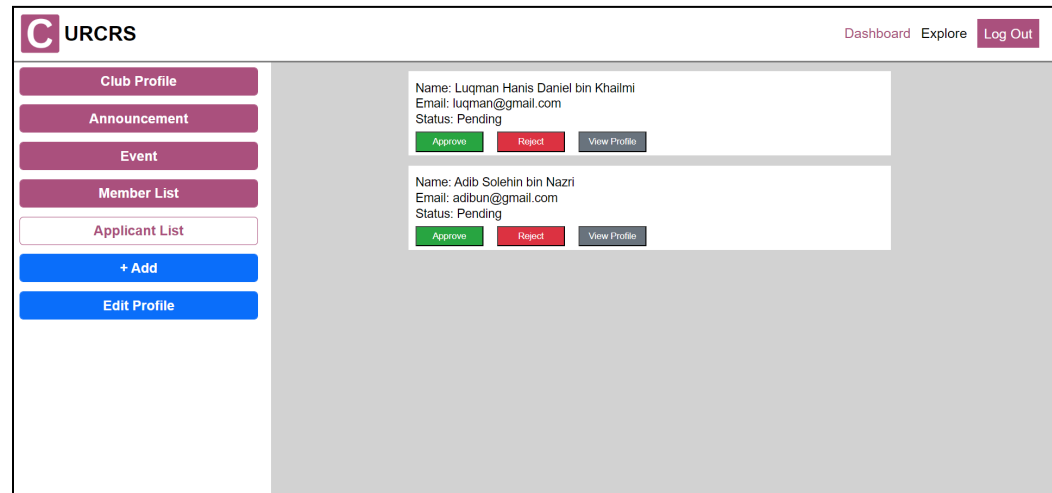 C URCRS
Dashboard Explore Log Out
Club Profile
Announcement
Event
Member List
Applicant List
+ Add
Edit Profile
Name: Luqman Hanis Daniel bin Khailmi
Email: luqman@gmail.com
Status: Pending
Approve Reject View Profile
Name: Adib Solehin bin Nazri
Email: adibun@gmail.com
Status: Pending
Approve Reject View Profile